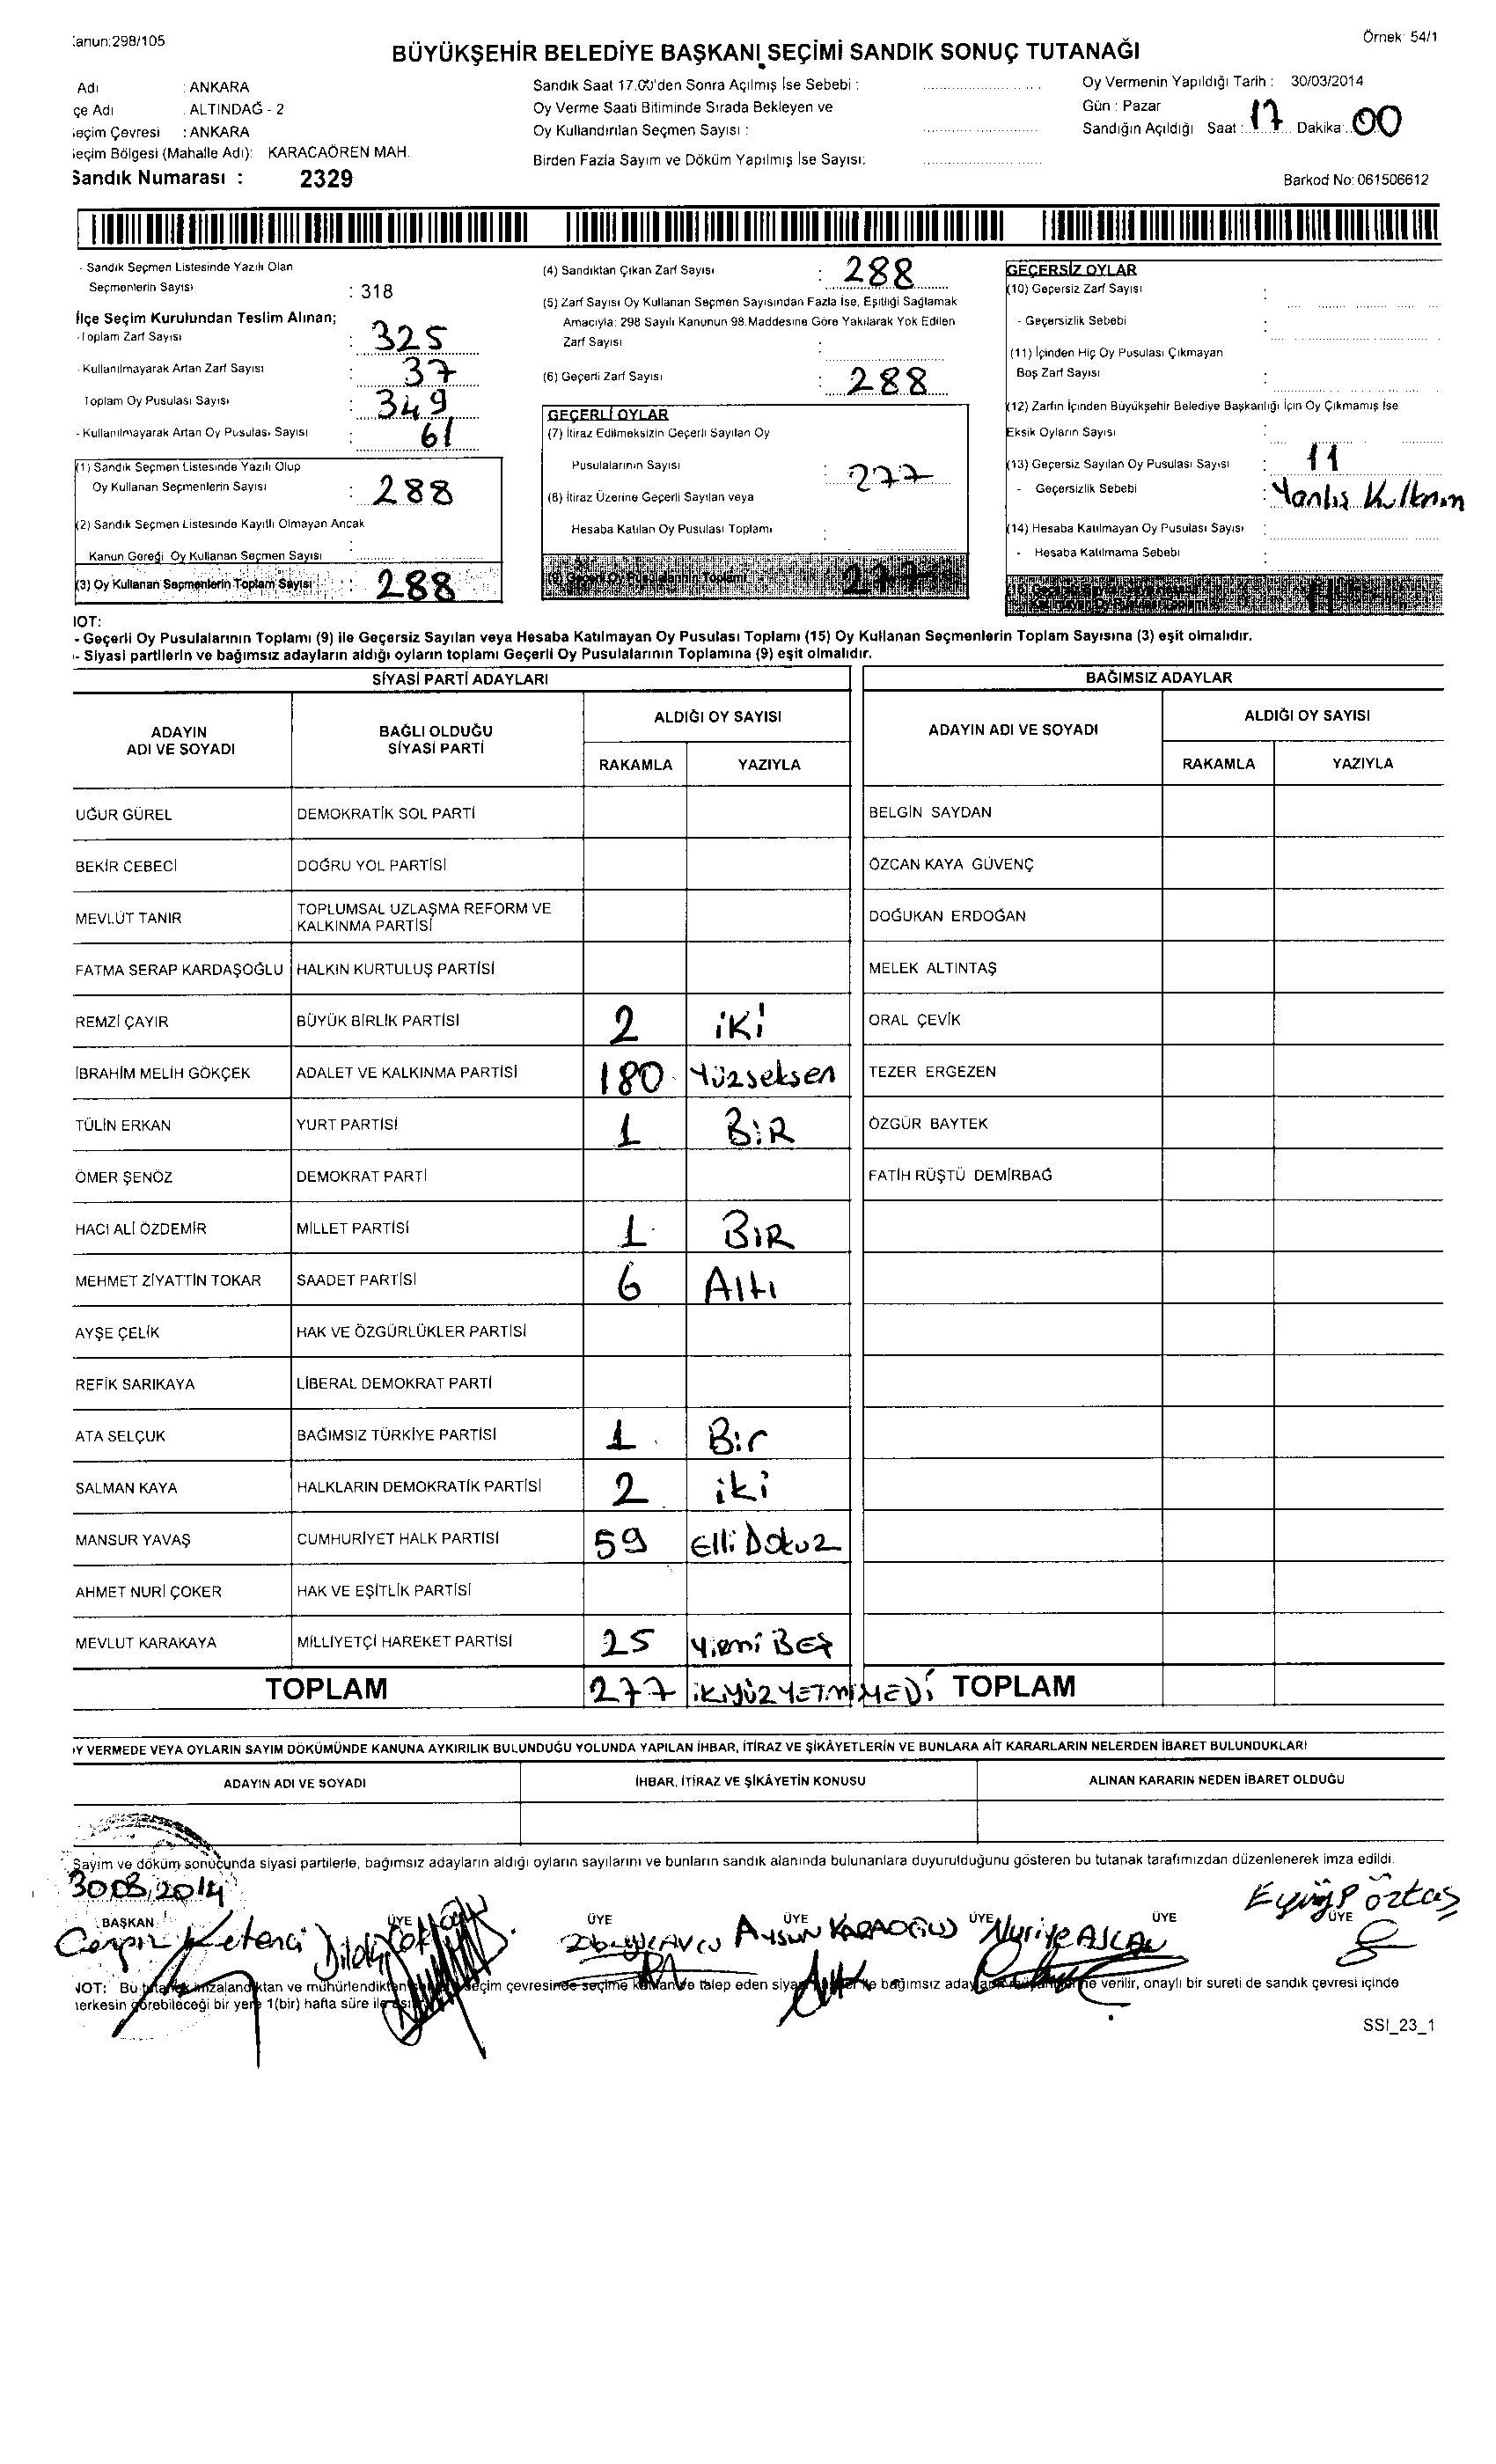 Kanun:298/105
Örnek: 54/1
BÜYÜKŞEHİR BELEDİYE BAŞKANI SEÇİMİ SANDIK SONUÇ TUTANAĞI
Adı : ANKARA
çe Adı : ALTINDAĞ - 2
eçim Çevresi : ANKARA
eçim Bölgesi (Mahalle Adı): KARACAÖREN MAH.
Sandık Numarası : 2329
Sandık Saat 17.00'den Sonra Açılmış İse Sebebi :
Oy Verme Saati Bitiminde Sırada Bekleyen ve
Oy Kullandırılan Seçmen Sayısı :
Birden Fazla Sayım ve Döküm Yapılmış İse Sayısı:
Oy Vermenin Yapıldığı Tarih : 30/03/2014
Gün : Pazar
Sandığın Açıldığı Saat : 17 Dakika : 00
Barkod No: 061506612
- Sandık Seçmen Listesinde Yazılı Olan
Seçmenlerin Sayısı : 318
İlçe Seçim Kurulundan Teslim Alınan;
-Toplam Zarf Sayısı : 325
- Kullanılmayarak Artan Zarf Sayısı : 37
Toplam Oy Pusulası Sayısı : 349
- Kullanılmayarak Artan Oy Pusulası Sayısı : 61
(1) Sandık Seçmen Listesinde Yazılı Olup
Oy Kullanan Seçmenlerin Sayısı : 288
(2) Sandık Seçmen Listesinde Kayıtlı Olmayan Ancak
Kanun Gereği Oy Kullanan Seçmen Sayısı :
(3) Oy Kullanan Seçmenlerin Toplam Sayısı : 288
(4) Sandıktan Çıkan Zarf Sayısı : 288
(5) Zarf Sayısı Oy Kullanan Seçmen Sayısından Fazla İse, Eşitliği Sağlamak
Amacıyla: 298 Sayılı Kanunun 98.Maddesine Göre Yakılarak Yok Edilen
Zarf Sayısı :
(6) Geçerli Zarf Sayısı : 288
GEÇERLİ OYLAR
(7) İtiraz Edilmeksizin Geçerli Sayılan Oy
Pusulalarının Sayısı : 277
(8) İtiraz Üzerine Geçerli Sayılan veya
Hesaba Katılan Oy Pusulası Toplamı :
(9) Geçerli Oy Pusulalarının Toplamı 277
GEÇERSİZ OYLAR
(10) Geçersiz Zarf Sayısı :
- Geçersizlik Sebebi :
(11) İçinden Hiç Oy Pusulası Çıkmayan
Boş Zarf Sayısı :
(12) Zarfın İçinden Büyükşehir Belediye Başkanlığı İçin Oy Çıkmamış İse
Eksik Oyların Sayısı :
(13) Geçersiz Sayılan Oy Pusulası Sayısı : 11
- Geçersizlik Sebebi : Yanlış
(14) Hesaba Katılmayan Oy Pusulası Sayısı :
- Hesaba Katılmama Sebebi :
11
NOT:
- Geçerli Oy Pusulalarının Toplamı (9) ile Geçersiz Sayılan veya Hesaba Katılmayan Oy Pusulası Toplamı (15) Oy Kullanan Seçmenlerin Toplam Sayısına (3) eşit olmalıdır.
- Siyasi partilerin ve bağımsız adayların aldığı oyların toplamı Geçerli Oy Pusulalarının Toplamına (9) eşit olmalıdır.
SİYASİ PARTİ ADAYLARI
BAĞIMSIZ ADAYLAR
ADAYIN ADI VE SOYADI
BAĞLI OLDUĞU SİYASİ PARTİ
ALDIĞI OY SAYISI
RAKAMLA YAZIYLA
ADAYIN ADI VE SOYADI
ALDIĞI OY SAYISI
RAKAMLA YAZIYLA
UĞUR GÜREL DEMOKRATİK SOL PARTİ BELGİN SAYDAN
BEKİR CEBECİ DOĞRU YOL PARTİSİ ÖZCAN KAYA GÜVENÇ
MEVLÜT TANIR TOPLUMSAL UZLAŞMA REFORM VE KALKINMA PARTİSİ DOĞUKAN ERDOĞAN
FATMA SERAP KARDAŞOĞLU HALKIN KURTULUŞ PARTİSİ MELEK ALTINTAŞ
REMZİ ÇAYIR BÜYÜK BİRLİK PARTİSİ 2 iKi ORAL ÇEVİK
İBRAHİM MELİH GÖKÇEK ADALET VE KALKINMA PARTİSİ 180 Yüzseksen TEZER ERGEZEN
TÜLİN ERKAN YURT PARTİSİ 1 BiR ÖZGÜR BAYTEK
ÖMER ŞENÖZ DEMOKRAT PARTİ FATİH RÜŞTÜ DEMİRBAĞ
HACI ALİ ÖZDEMİR MİLLET PARTİSİ 1 BiR
MEHMET ZİYATTİN TOKAR SAADET PARTİSİ 6 Altı
AYŞE ÇELİK HAK VE ÖZGÜRLÜKLER PARTİSİ
REFİK SARIKAYA LİBERAL DEMOKRAT PARTİ
ATA SELÇUK BAĞIMSIZ TÜRKİYE PARTİSİ 1 Bir
SALMAN KAYA HALKLARIN DEMOKRATİK PARTİSİ 2 iki
MANSUR YAVAŞ CUMHURİYET HALK PARTİSİ 59 Elli Dokuz
AHMET NURİ ÇOKER HAK VE EŞİTLİK PARTİSİ
MEVLUT KARAKAYA MİLLİYETÇİ HAREKET PARTİSİ 25 Yirmi BEŞ
TOPLAM 277 iKiYÜZYETMiŞYEDİ TOPLAM
OY VERMEDE VEYA OYLARIN SAYIM DÖKÜMÜNDE KANUNA AYKIRILIK BULUNDUĞU YOLUNDA YAPILAN İHBAR, İTİRAZ VE ŞİKÂYETLERİN VE BUNLARA AİT KARARLARIN NELERDEN İBARET BULUNDUKLARI
ADAYIN ADI VE SOYADI İHBAR, İTİRAZ VE ŞİKÂYETİN KONUSU ALINAN KARARIN NEDEN İBARET OLDUĞU
Sayım ve döküm sonucunda siyasi partilerle, bağımsız adayların aldığı oyların sayılarını ve bunların sandık alanında bulunanlara duyurulduğunu gösteren bu tutanak tarafımızdan düzenlenerek imza edildi.
30.03.2014
BAŞKAN ÜYE ÜYE ÜYE ÜYE ÜYE ÜYE
Ketenci Aysun KARAOĞLU Nuriye Eyüp öztaş
NOT: Bu tutanak imzalandıktan ve mühürlendikten seçim çevresinde seçime katılan ve talep eden siyasi bağımsız verilir, onaylı bir sureti de sandık çevresi içinde
herkesin görebileceği bir yere 1(bir) hafta süre ile
SSI_23_1